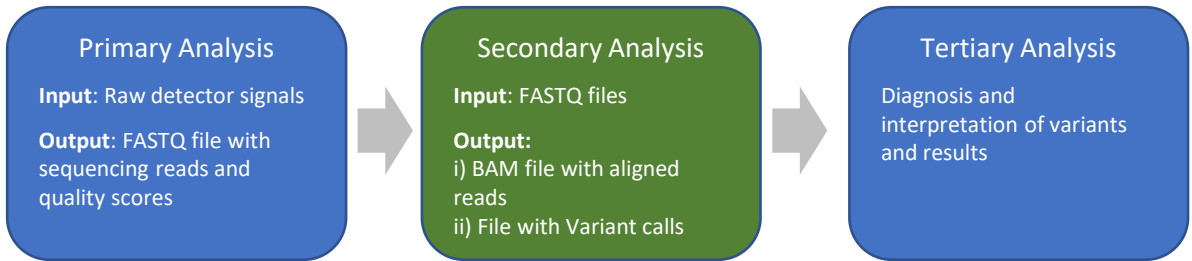 Primary Analysis
Input: Raw detector signals
Output: FASTQ file with
sequencing reads and
quality scores
Secondary Analysis
Input: FASTQ files
Output:
i) BAM file with aligned
reads
ii) File with Variant calls
Tertiary Analysis
Diagnosis and
interpretation of variants
and results